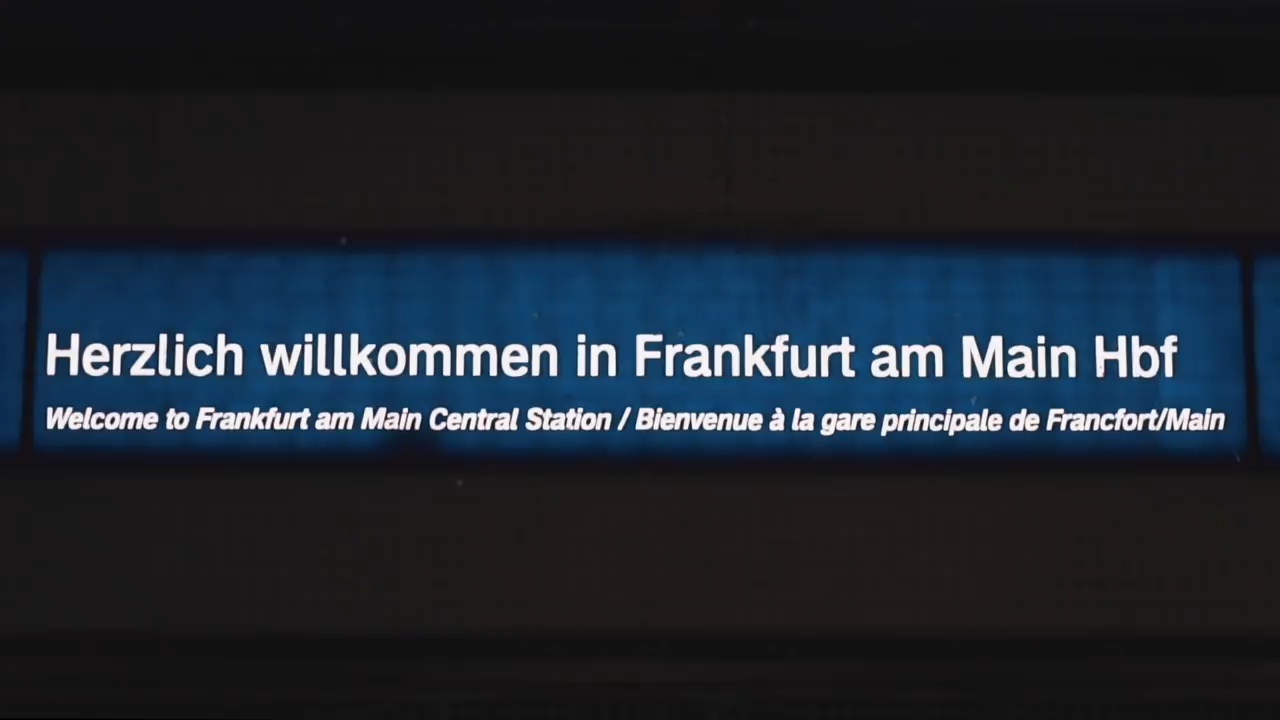 Herzlich willkommen in Frankfurt am Main Hbf
Welcome to Frankfurt am Main Central Station / Bienvenue à la gare principale de Francfort/Main